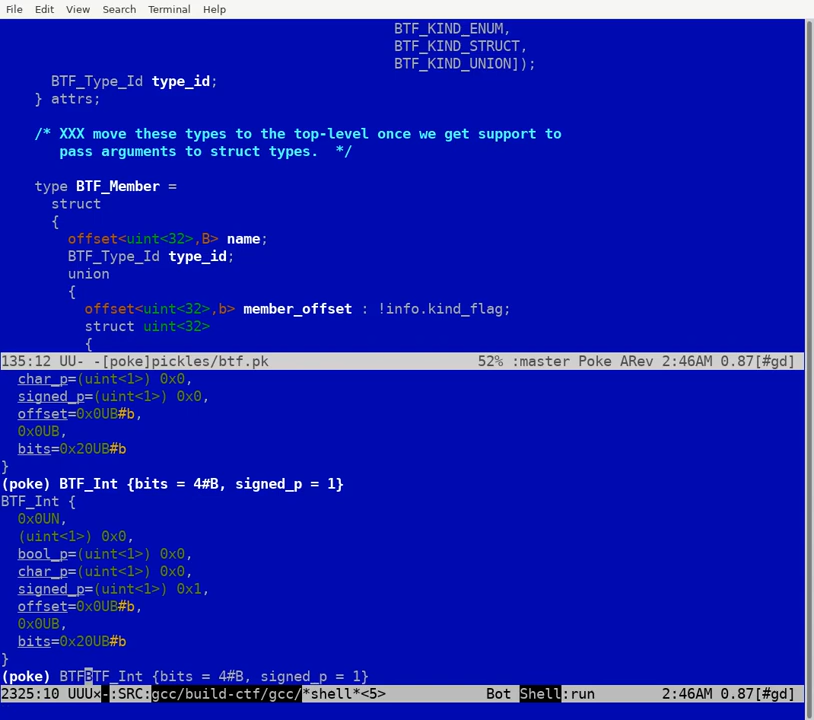 File Edit View Search Terminal Help
BTF_KIND_ENUM,
BTF_KIND_STRUCT,
BTF_KIND_UNION]);
BTF_Type_Id type_id;
} attrs;
/* XXX move these types to the top-level once we get support to
pass arguments to struct types.  */
type BTF_Member =
struct
{
offset<uint<32>,B> name;
BTF_Type_Id type_id;
union
{
offset<uint<32>,b> member_offset : !info.kind_flag;
struct uint<32>
{
135:12 UU- -[poke]pickles/btf.pk 52% :master Poke ARev 2:46AM 0.87[#gd]
char_p=(uint<1>) 0x0,
signed_p=(uint<1>) 0x0,
offset=0x0UB#b,
0x0UB,
bits=0x20UB#b
}
(poke) BTF_Int {bits = 4#B, signed_p = 1}
BTF_Int {
0x0UN,
(uint<1>) 0x0,
bool_p=(uint<1>) 0x0,
char_p=(uint<1>) 0x0,
signed_p=(uint<1>) 0x1,
offset=0x0UB#b,
0x0UB,
bits=0x20UB#b
}
(poke) BTFBTF_Int {bits = 4#B, signed_p = 1}
2325:10 UUU×-:SRC:gcc/build-ctf/gcc/*shell*<5> Bot Shell:run 2:46AM 0.87[#gd]